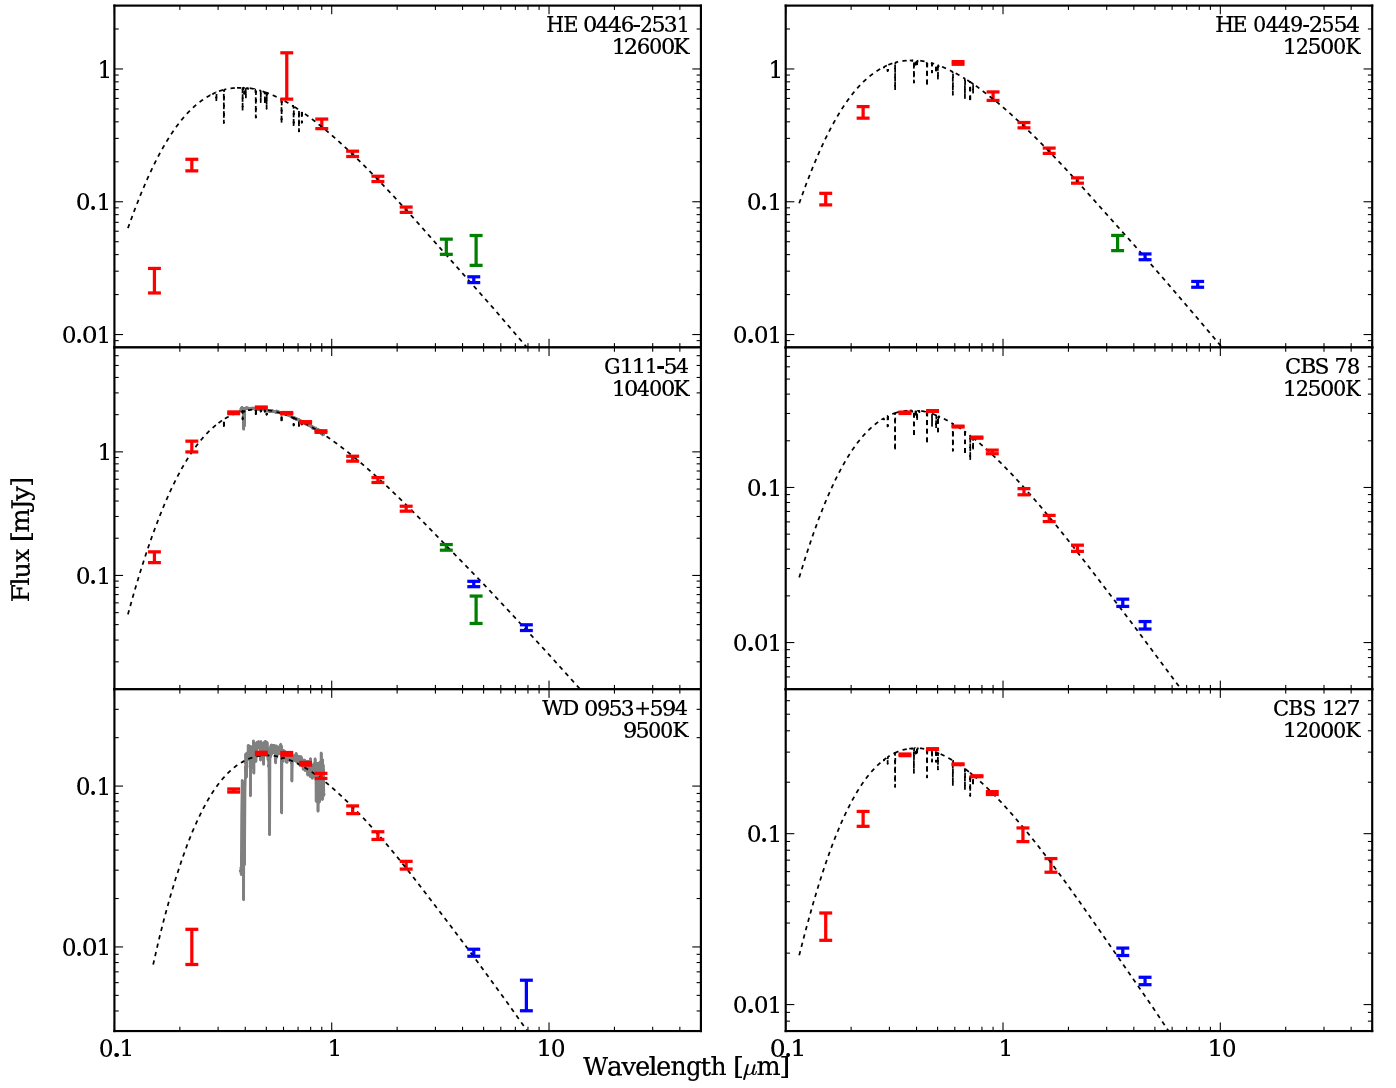 HE 0446-2531
12600K
1
0.1
0.01
HE 0449-2554
12500K
1
0.1
0.01
G111-54
10400K
1
0.1
CBS 78
12500K
0.1
0.01
WD 0953+594
9500K
0.1
0.01
CBS 127
12000K
0.1
0.01
Flux [mJy]
0.1
1
10
0.1
1
10
Wavelength [μm]